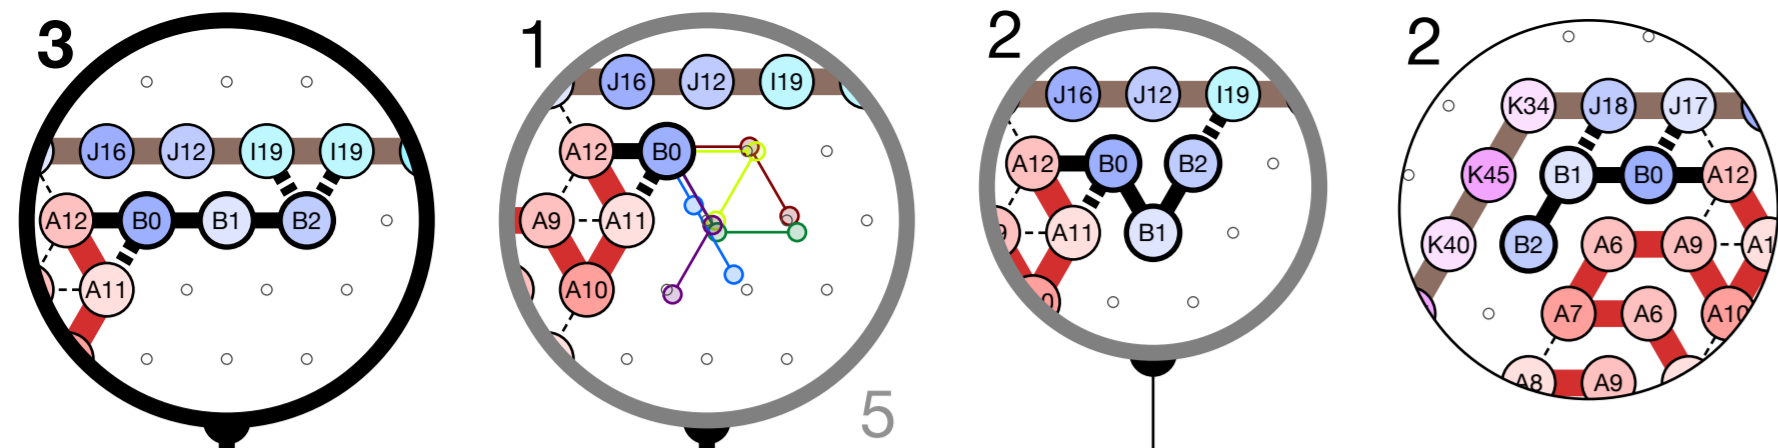 3
J16 J12 I19 I19
A12 B0 B1 B2
A11
1
J16 J12 I19
A12 B0
A9 A11
A10
5
2
J16 J12 I19
A12 B0 B2
A11 B1
2
K34 J18 J17
K45 B1 B0 A12
K40 B2 A6 A9
A7 A6 A10
A8 A9